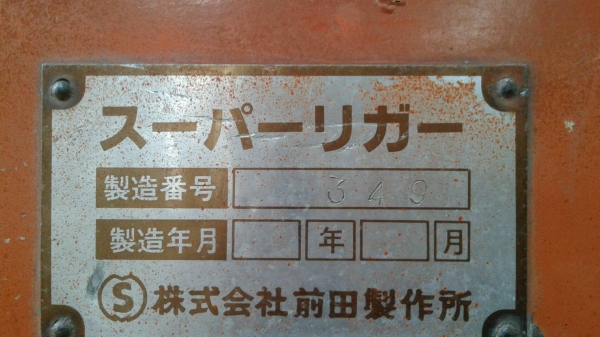 スーパーリガー
製造番号 349
製造年月 年 月
S 株式会社前田製作所